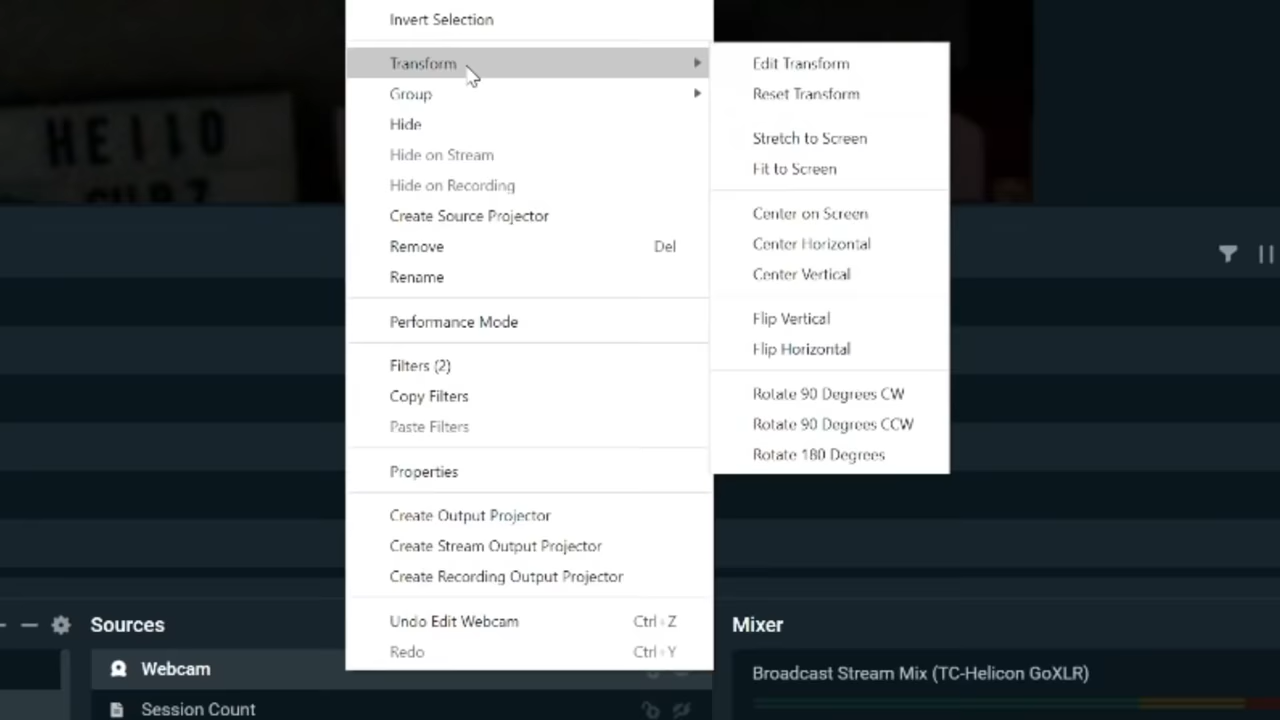 Invert Selection
Transform
Group
Hide
Hide on Stream
Hide on Recording
Create Source Projector
Remove Del
Rename
Performance Mode
Filters (2)
Copy Filters
Paste Filters
Properties
Create Output Projector
Create Stream Output Projector
Create Recording Output Projector
Undo Edit Webcam Ctrl+Z
Redo Ctrl+Y
Edit Transform
Reset Transform
Stretch to Screen
Fit to Screen
Center on Screen
Center Horizontal
Center Vertical
Flip Vertical
Flip Horizontal
Rotate 90 Degrees CW
Rotate 90 Degrees CCW
Rotate 180 Degrees
HE110
Sources
Webcam
Session Count
Mixer
Broadcast Stream Mix (TC-Helicon GoXLR)